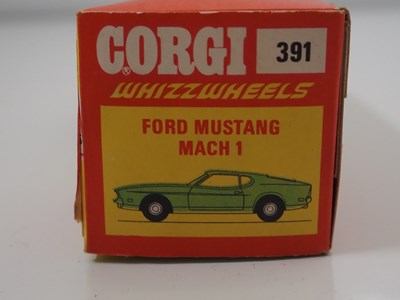 CORGI
®
391
WHIZZWHEELS
FORD MUSTANG
MACH 1